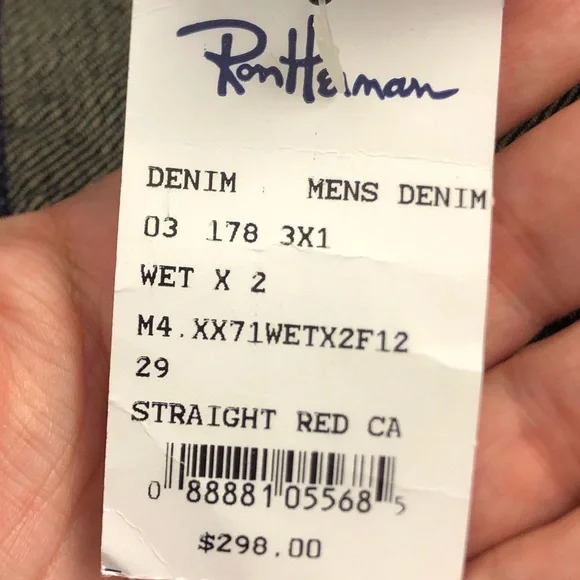 Ron Herman
DENIM MENS DENIM
03 178 3X1
WET X 2
M4.XX71WETX2F12
29
STRAIGHT RED CA
0 88881 05568 5
$298.00